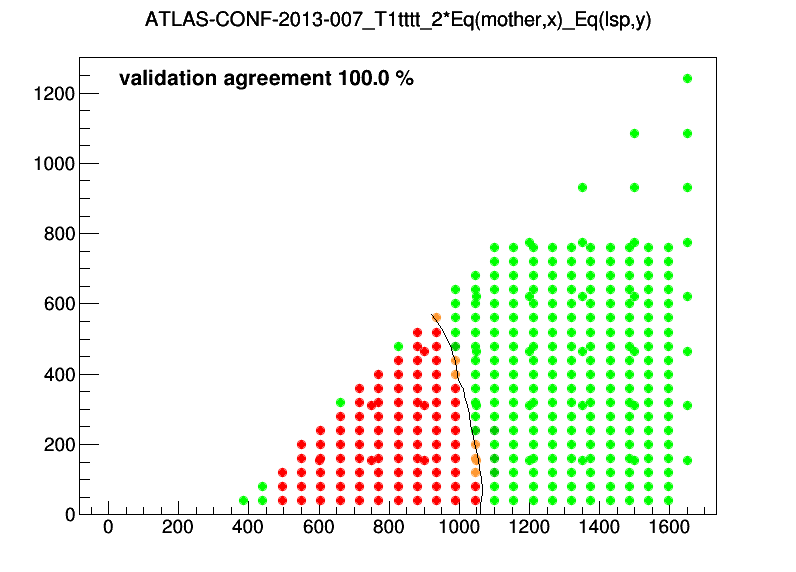 ATLAS-CONF-2013-007_T1tttt_2*Eq(mother,x)_Eq(lsp,y)
validation agreement 100.0 %
1200
1000
800
600
400
200
0
0 200 400 600 800 1000 1200 1400 1600